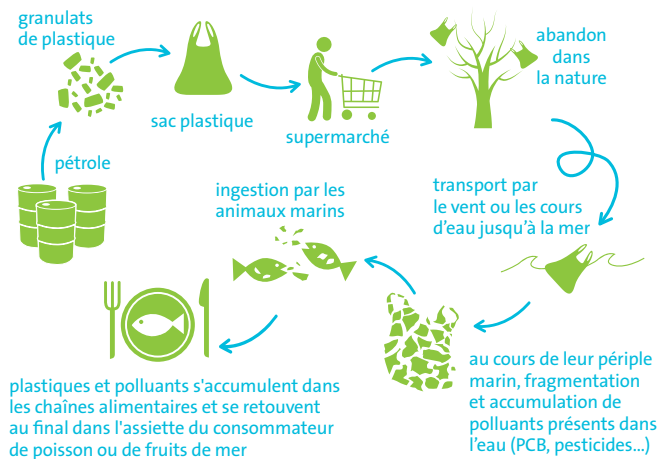 granulats
de plastique
abandon
dans
la nature
sac plastique
supermarché
pétrole
ingestion par les
animaux marins
transport par
le vent ou les cours
d'eau jusqu'à la mer
au cours de leur périple
marin, fragmentation
et accumulation de
polluants présents dans
l'eau (PCB, pesticides...)
plastiques et polluants s'accumulent dans
les chaînes alimentaires et se retouvent
au final dans l'assiette du consommateur
de poisson ou de fruits de mer